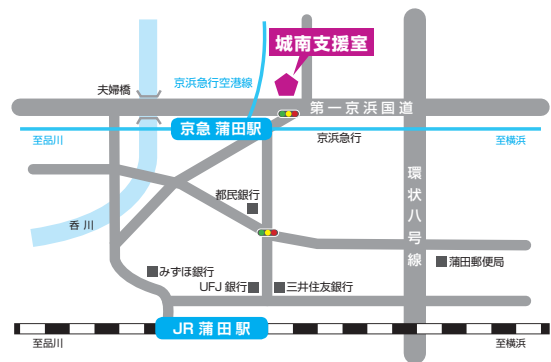 城南支援室
京浜急行空港線
夫婦橋
第一京浜国道
京急 蒲田駅
至品川
京浜急行
至横浜
環状八号線
都民銀行
呑川
蒲田郵便局
みずほ銀行
UFJ 銀行
三井住友銀行
JR 蒲田駅
至品川
至横浜